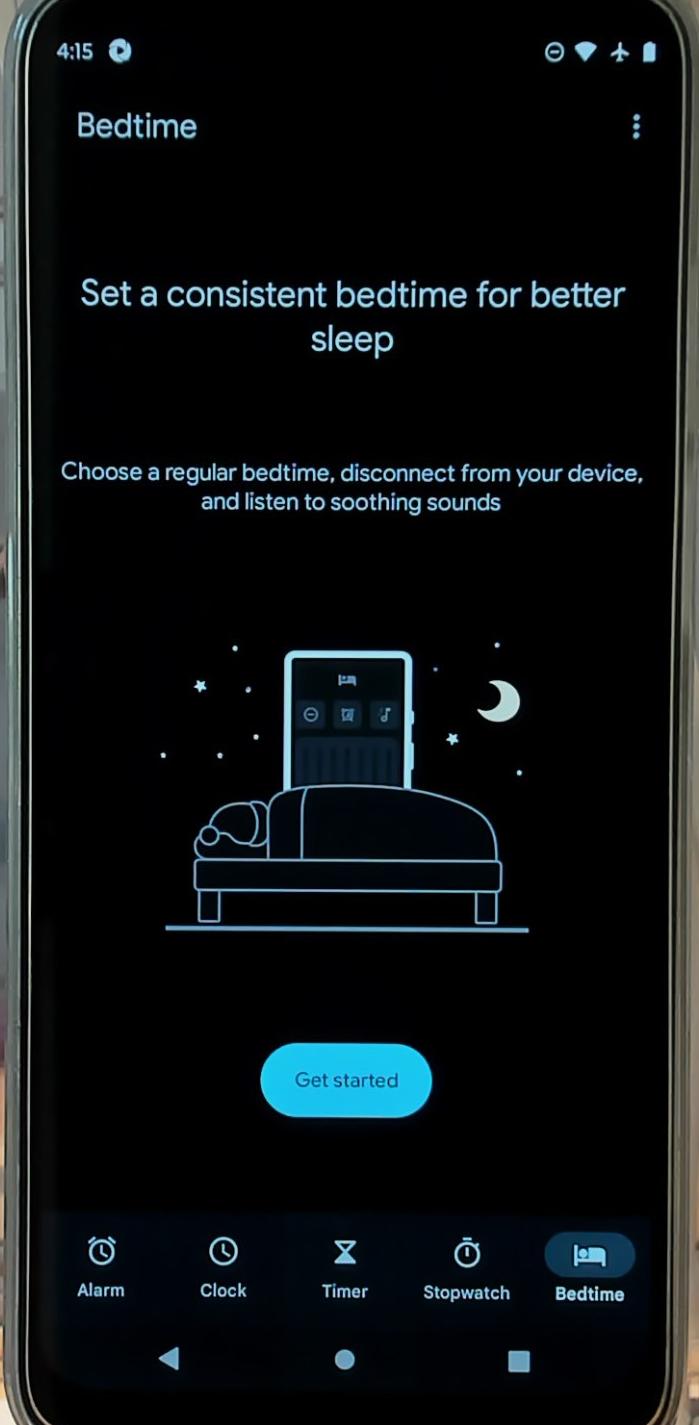 4:15
Bedtime
Set a consistent bedtime for better
sleep
Choose a regular bedtime, disconnect from your device,
and listen to soothing sounds
Get started
Alarm
Clock
Timer
Stopwatch
Bedtime